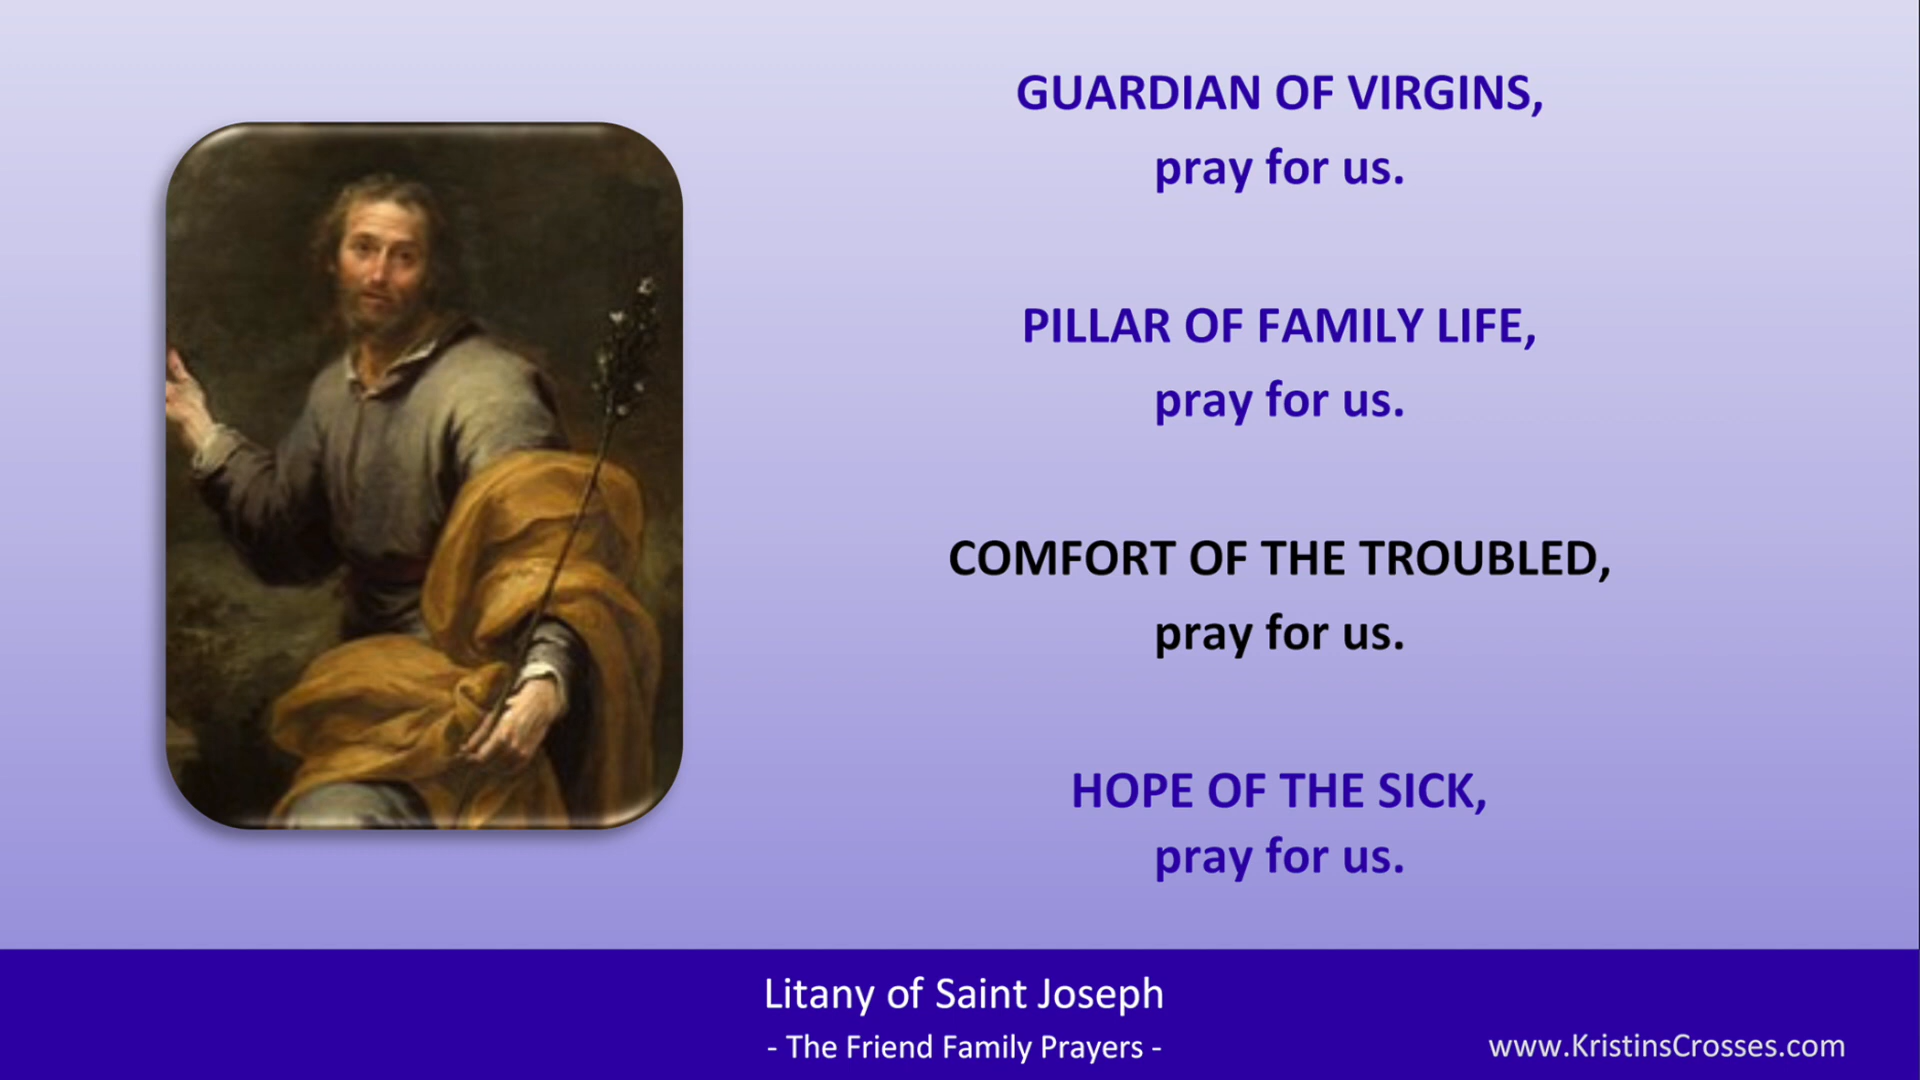 GUARDIAN OF VIRGINS,
pray for us.
PILLAR OF FAMILY LIFE,
pray for us.
COMFORT OF THE TROUBLED,
pray for us.
HOPE OF THE SICK,
pray for us.
Litany of Saint Joseph
- The Friend Family Prayers -
www.KristinsCrosses.com